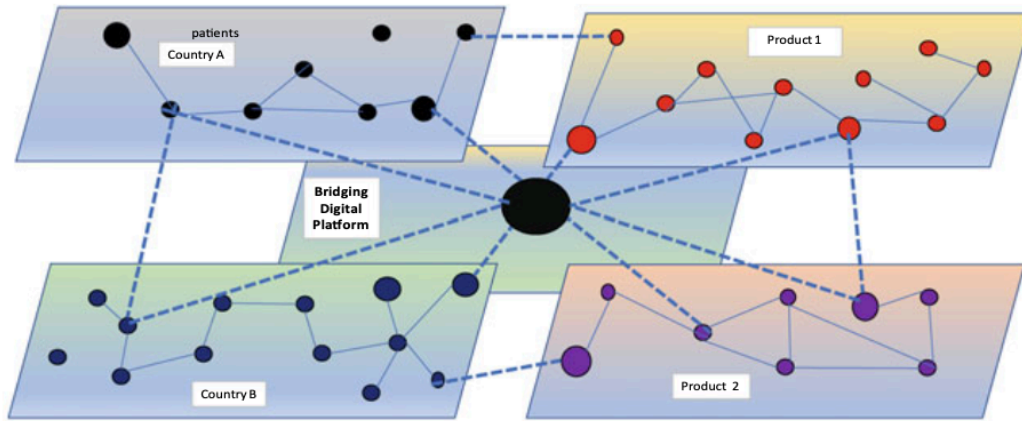 patients
Country A
Product 1
Bridging
Digital
Platform
Country B
Product 2